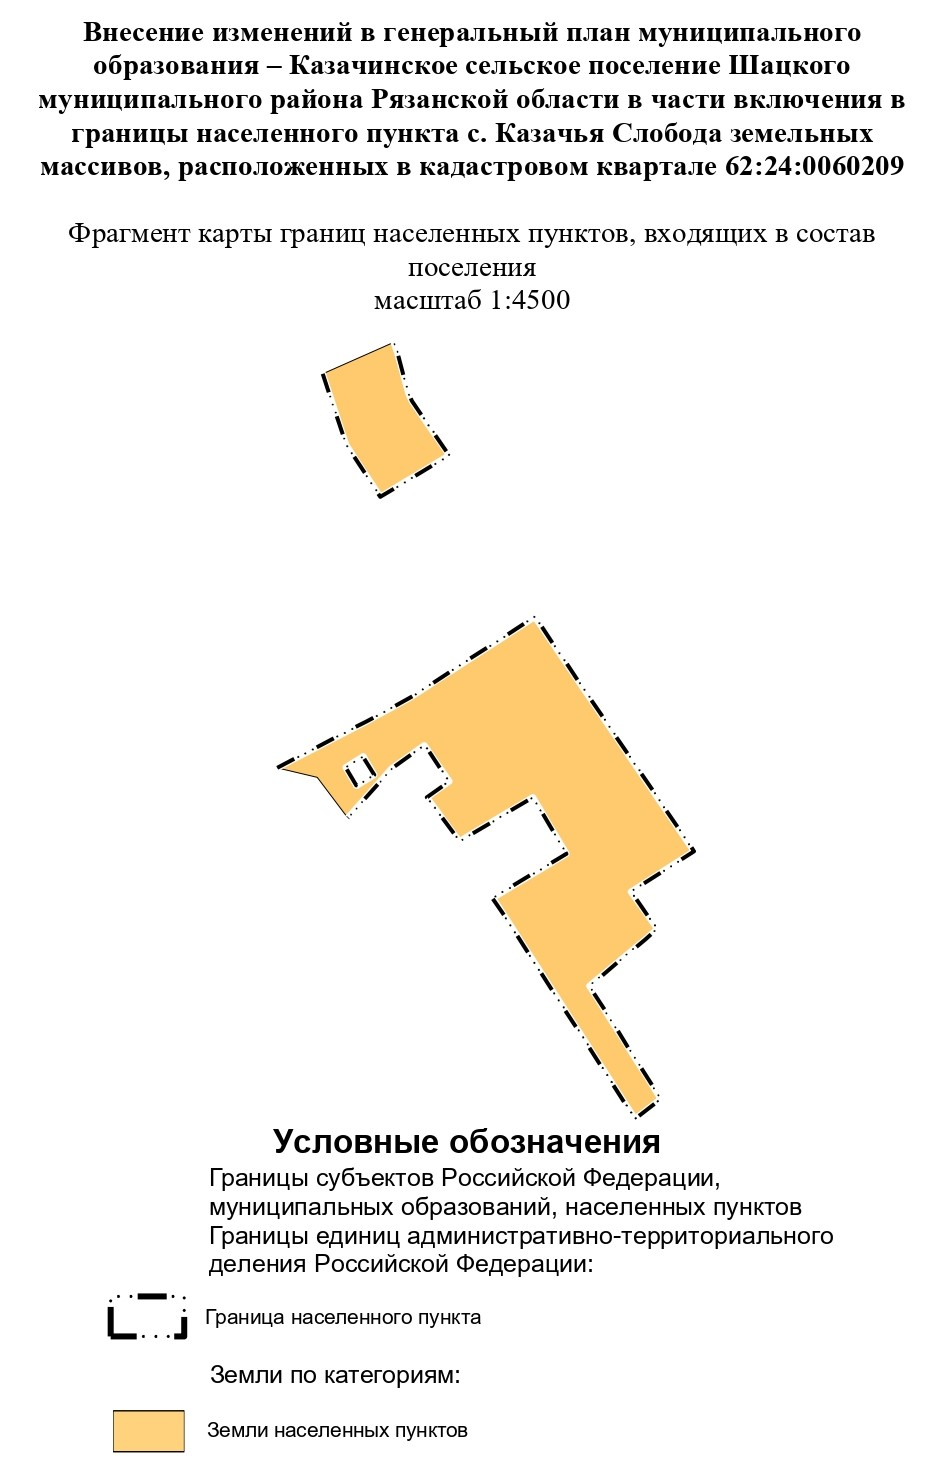 Внесение изменений в генеральный план муниципального
образования – Казачинское сельское поселение Шацкого
муниципального района Рязанской области в части включения в
границы населенного пункта с. Казачья Слобода земельных
массивов, расположенных в кадастровом квартале 62:24:0060209
Фрагмент карты границ населенных пунктов, входящих в состав
поселения
масштаб 1:4500
Условные обозначения
Границы субъектов Российской Федерации,
муниципальных образований, населенных пунктов
Границы единиц административно-территориального
деления Российской Федерации:
Граница населенного пункта
Земли по категориям:
Земли населенных пунктов